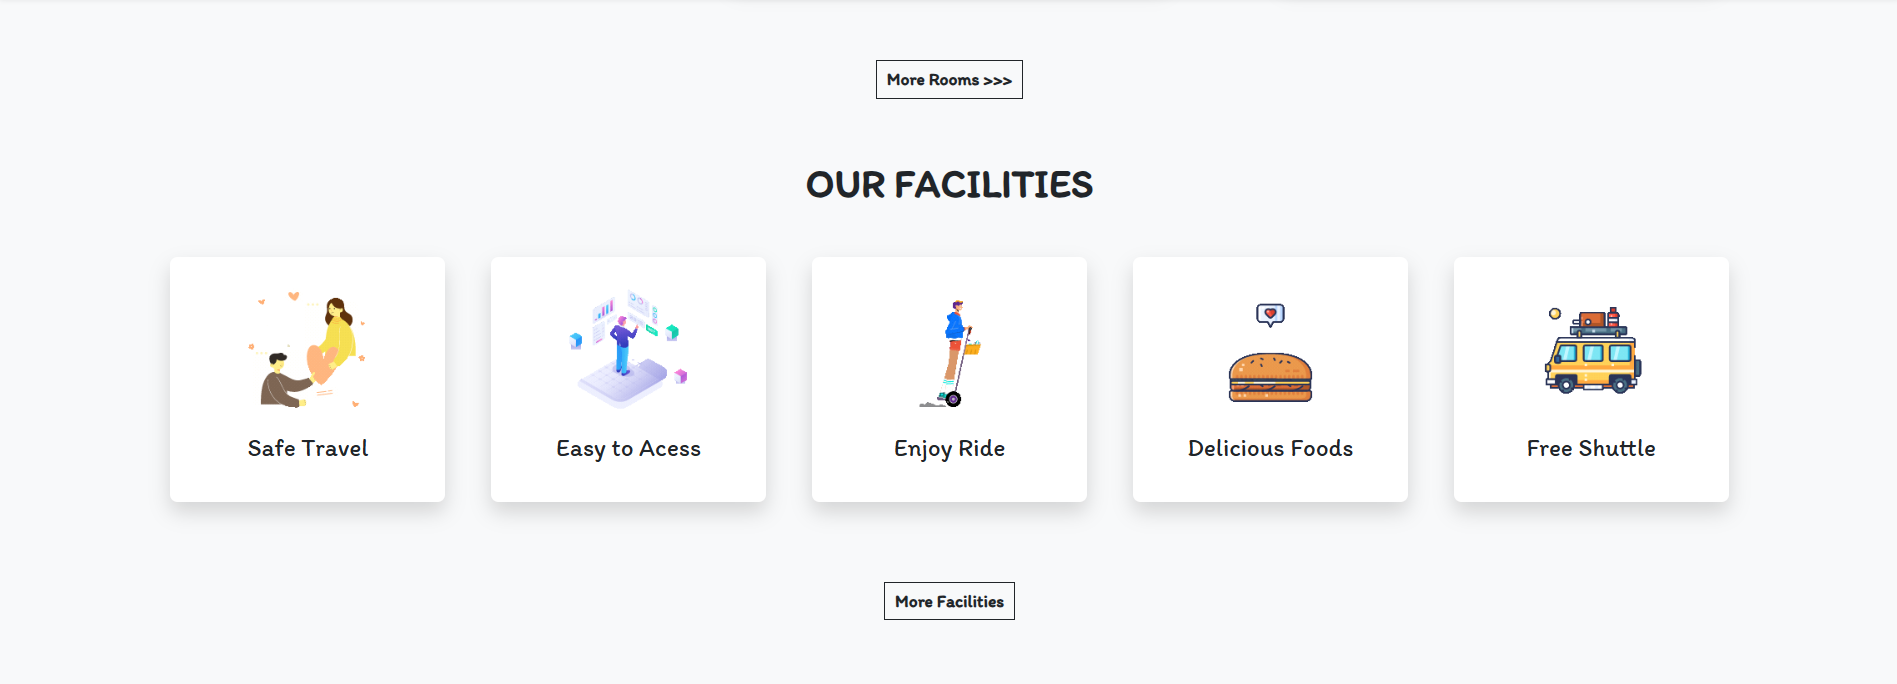 More Rooms >>>
OUR FACILITIES
Safe Travel
Easy to Acess
Enjoy Ride
Delicious Foods
Free Shuttle
More Facilities